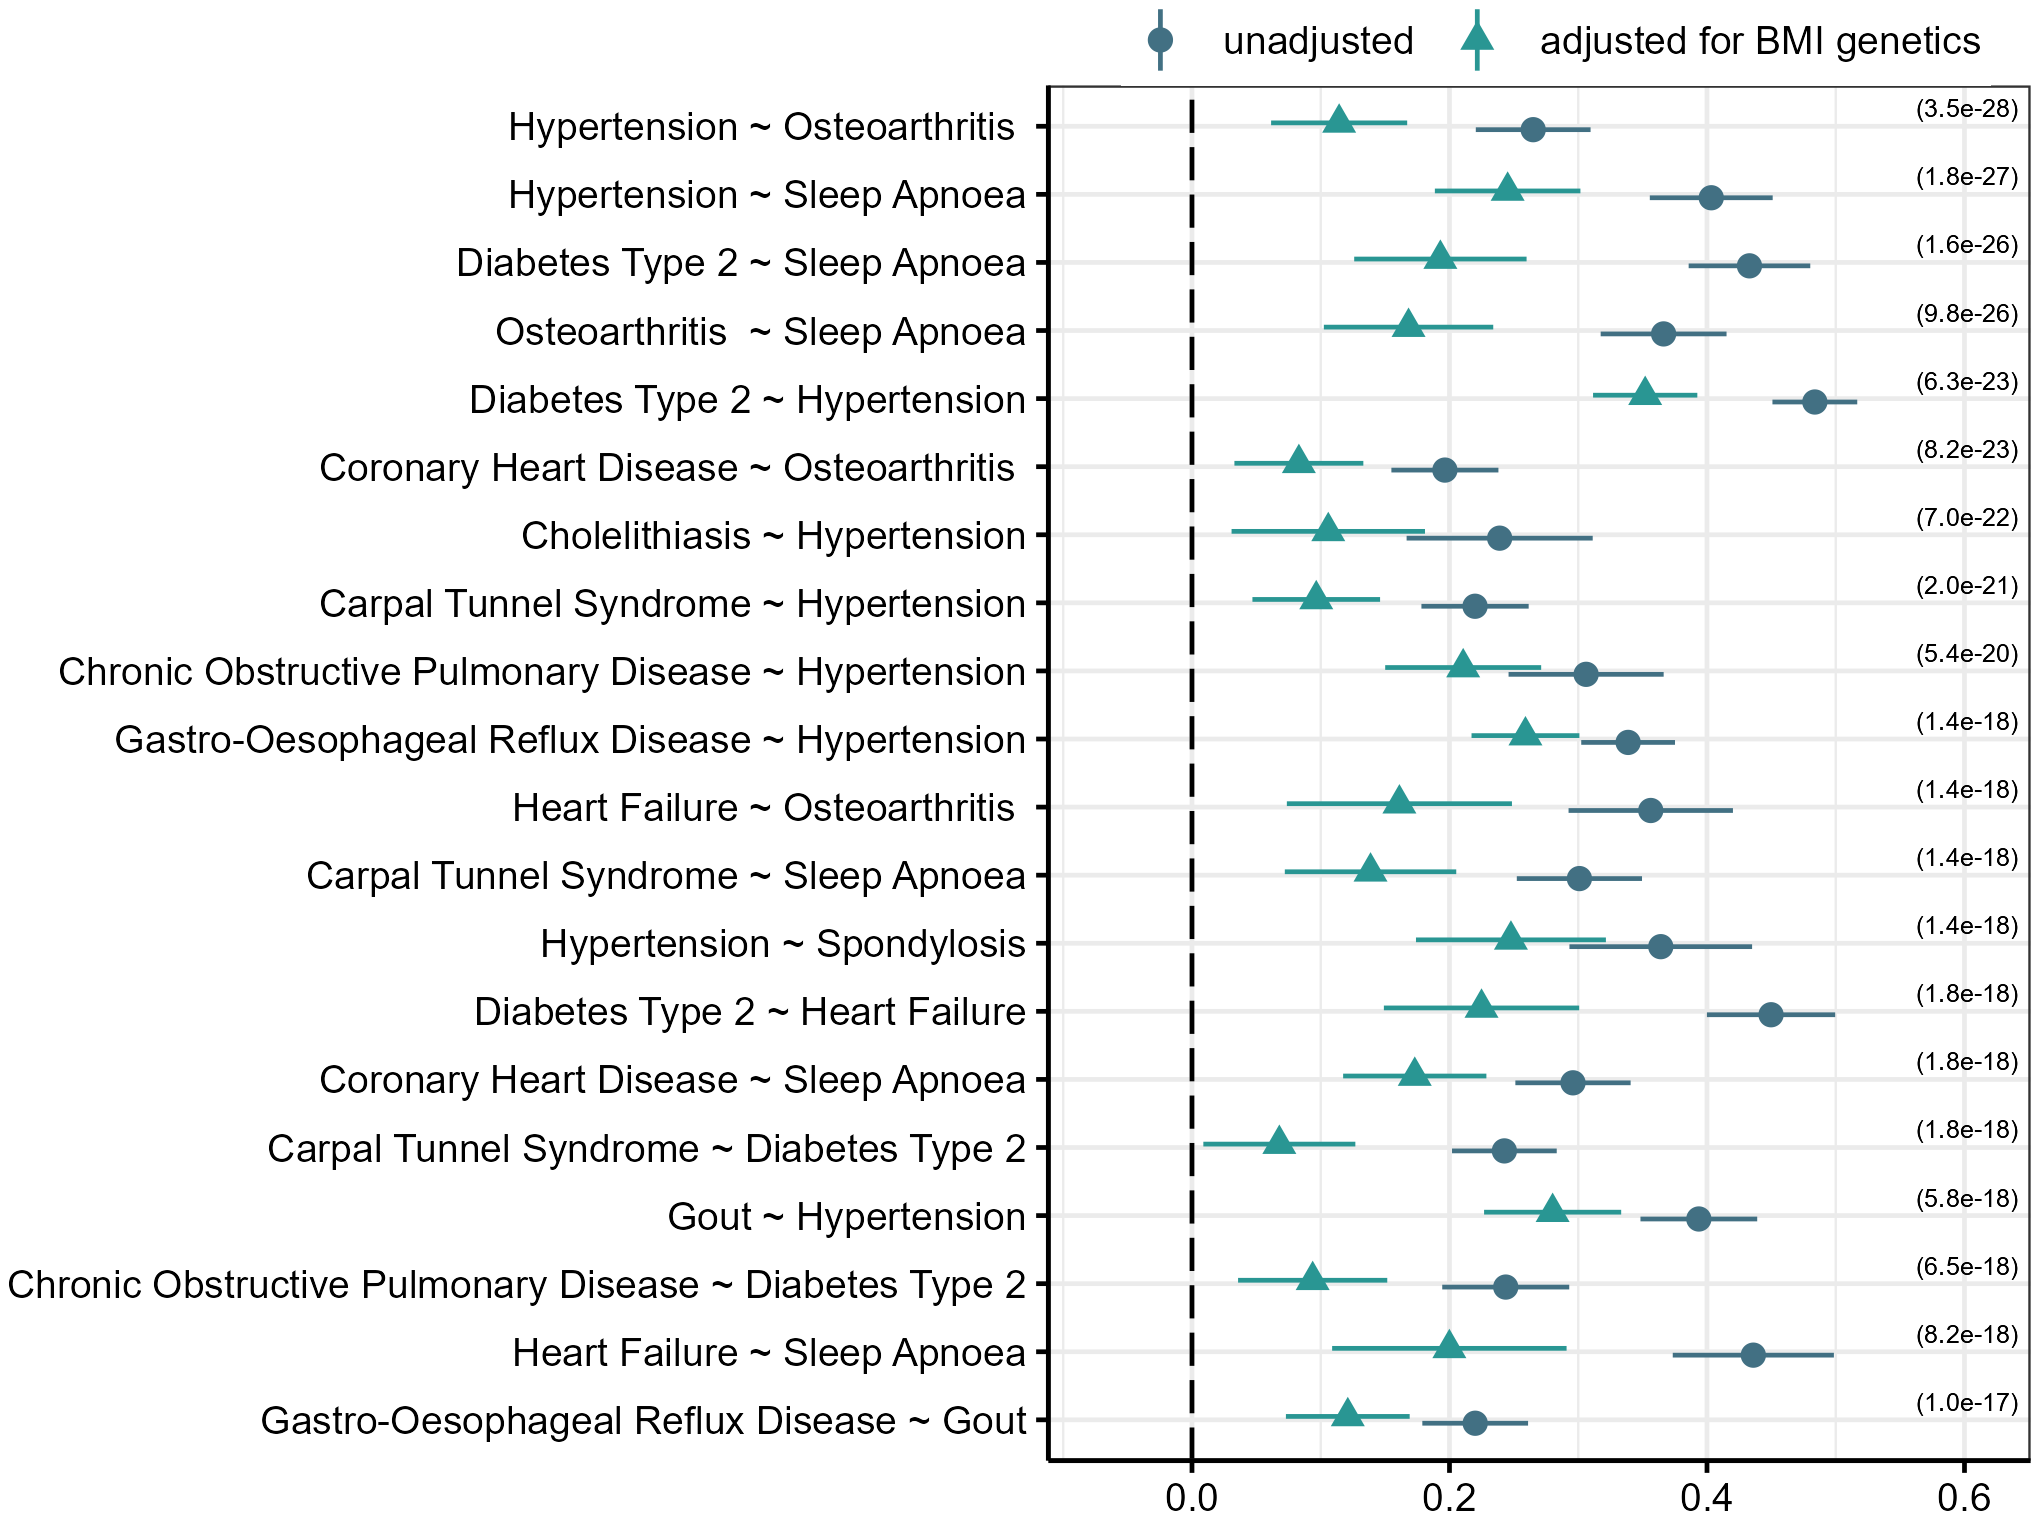 unadjusted adjusted for BMI genetics
Hypertension ~ Osteoarthritis (3.5e-28)
Hypertension ~ Sleep Apnoea (1.8e-27)
Diabetes Type 2 ~ Sleep Apnoea (1.6e-26)
Osteoarthritis ~ Sleep Apnoea (9.8e-26)
Diabetes Type 2 ~ Hypertension (6.3e-23)
Coronary Heart Disease ~ Osteoarthritis (8.2e-23)
Cholelithiasis ~ Hypertension (7.0e-22)
Carpal Tunnel Syndrome ~ Hypertension (2.0e-21)
Chronic Obstructive Pulmonary Disease ~ Hypertension (5.4e-20)
Gastro-Oesophageal Reflux Disease ~ Hypertension (1.4e-18)
Heart Failure ~ Osteoarthritis (1.4e-18)
Carpal Tunnel Syndrome ~ Sleep Apnoea (1.4e-18)
Hypertension ~ Spondylosis (1.4e-18)
Diabetes Type 2 ~ Heart Failure (1.8e-18)
Coronary Heart Disease ~ Sleep Apnoea (1.8e-18)
Carpal Tunnel Syndrome ~ Diabetes Type 2 (1.8e-18)
Gout ~ Hypertension (5.8e-18)
Chronic Obstructive Pulmonary Disease ~ Diabetes Type 2 (6.5e-18)
Heart Failure ~ Sleep Apnoea (8.2e-18)
Gastro-Oesophageal Reflux Disease ~ Gout (1.0e-17)
0.0 0.2 0.4 0.6